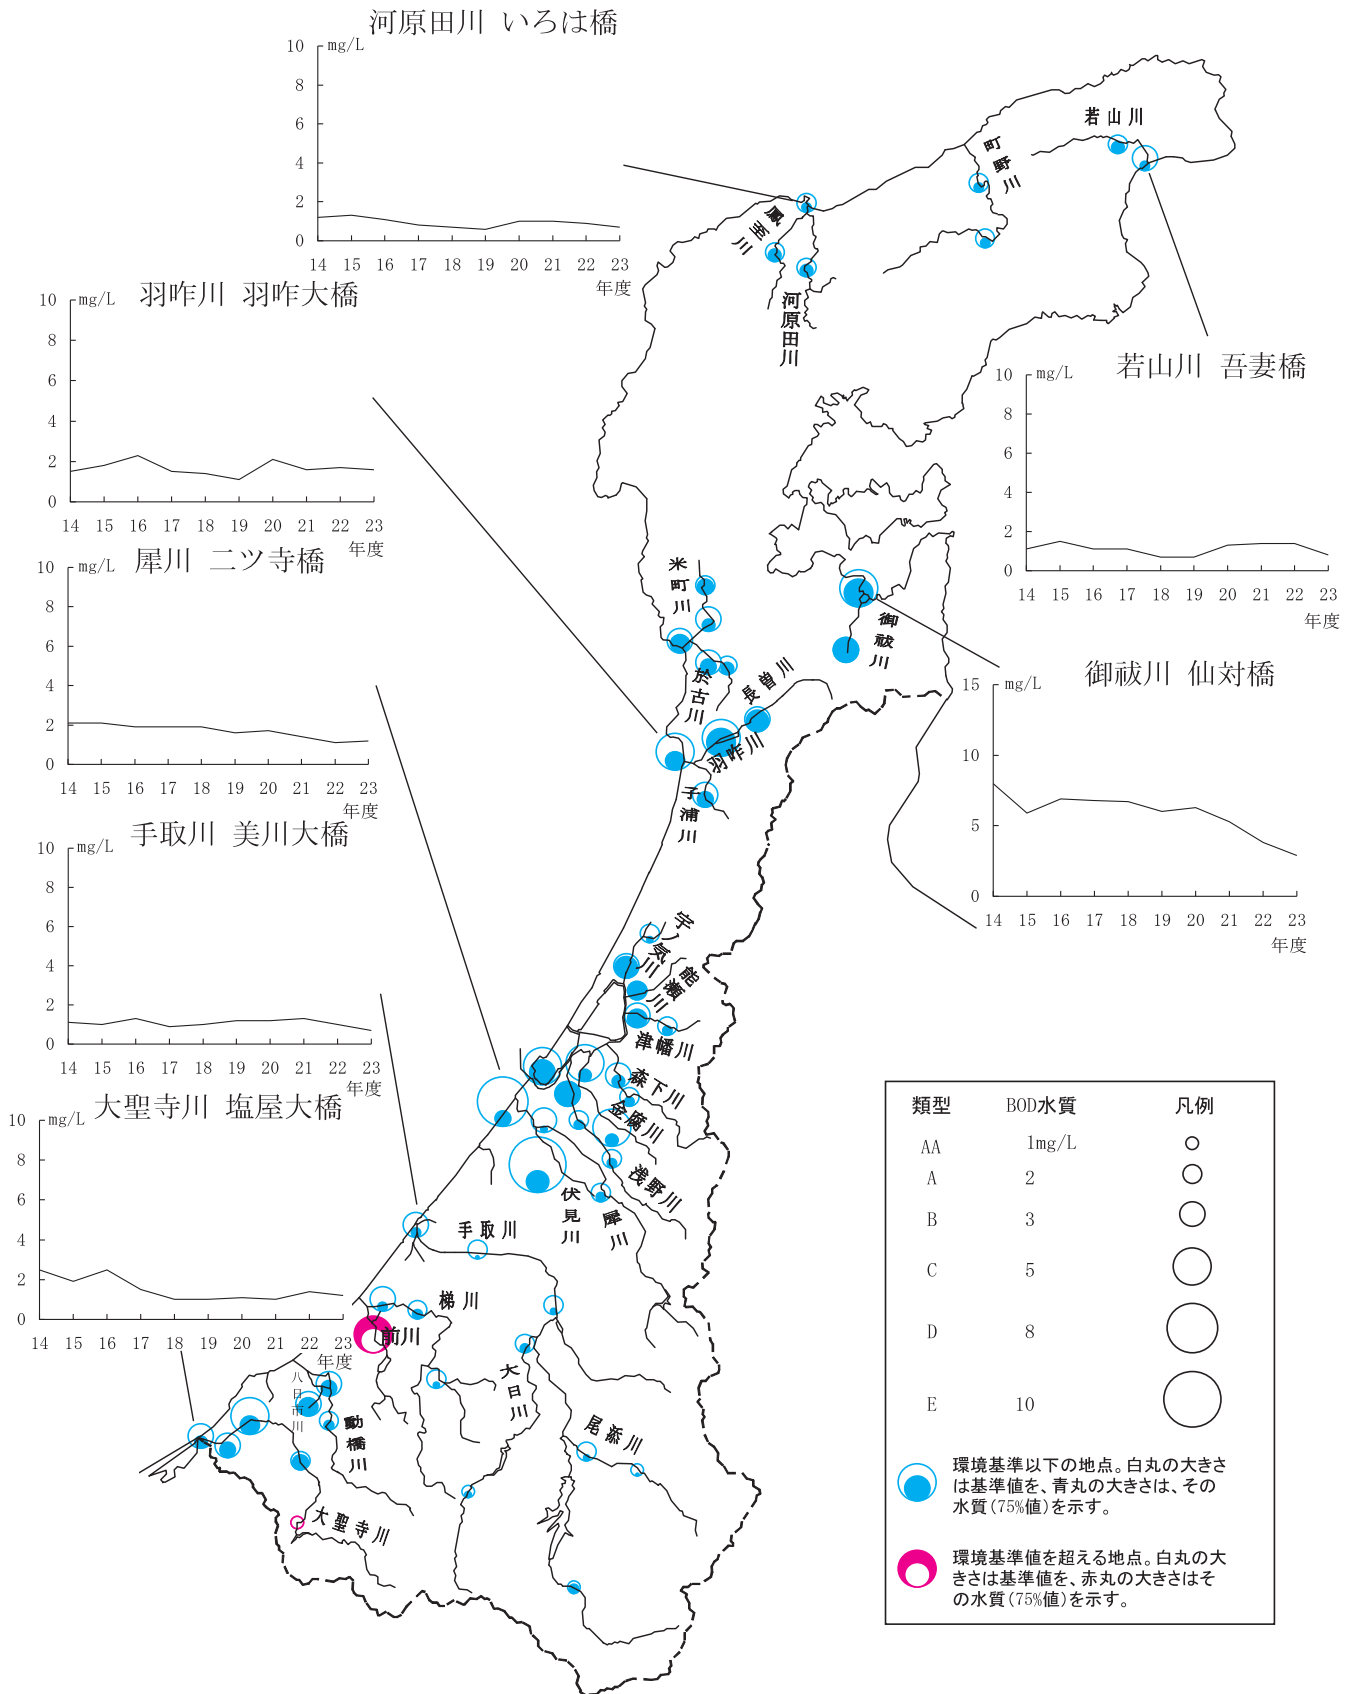 河原田川 いろは橋
10 mg/L
8
6
4
2
0
14 15 16 17 18 19 20 21 22 23
年度
羽咋川 羽咋大橋
10 mg/L
8
6
4
2
0
14 15 16 17 18 19 20 21 22 23
年度
犀川 二ツ寺橋
10 mg/L
8
6
4
2
0
14 15 16 17 18 19 20 21 22 23
年度
手取川 美川大橋
10 mg/L
8
6
4
2
0
14 15 16 17 18 19 20 21 22 23
年度
大聖寺川 塩屋大橋
10 mg/L
8
6
4
2
0
14 15 16 17 18 19 20 21 22 23
年度
若山川 吾妻橋
10 mg/L
8
6
4
2
0
14 15 16 17 18 19 20 21 22 23
年度
御祓川 仙対橋
15 mg/L
10
5
0
14 15 16 17 18 19 20 21 22 23
年度
若山川
町野川
鳳至川
河原田川
米町川
御祓川
於古川
長曽川
羽咋川
子浦川
宇ノ気川
能瀬川
津幡川
森下川
金腐川
浅野川
犀川
伏見川
手取川
梯川
前川
大日川
尾添川
八日市川
動橋川
大聖寺川
類型 BOD水質 凡例
AA 1mg/L
A 2
B 3
C 5
D 8
E 10
環境基準以下の地点。白丸の大きさ
は基準値を、青丸の大きさは、その
水質(75%値)を示す。
環境基準値を超える地点。白丸の大
きさは基準値を、赤丸の大きさはそ
の水質(75%値)を示す。